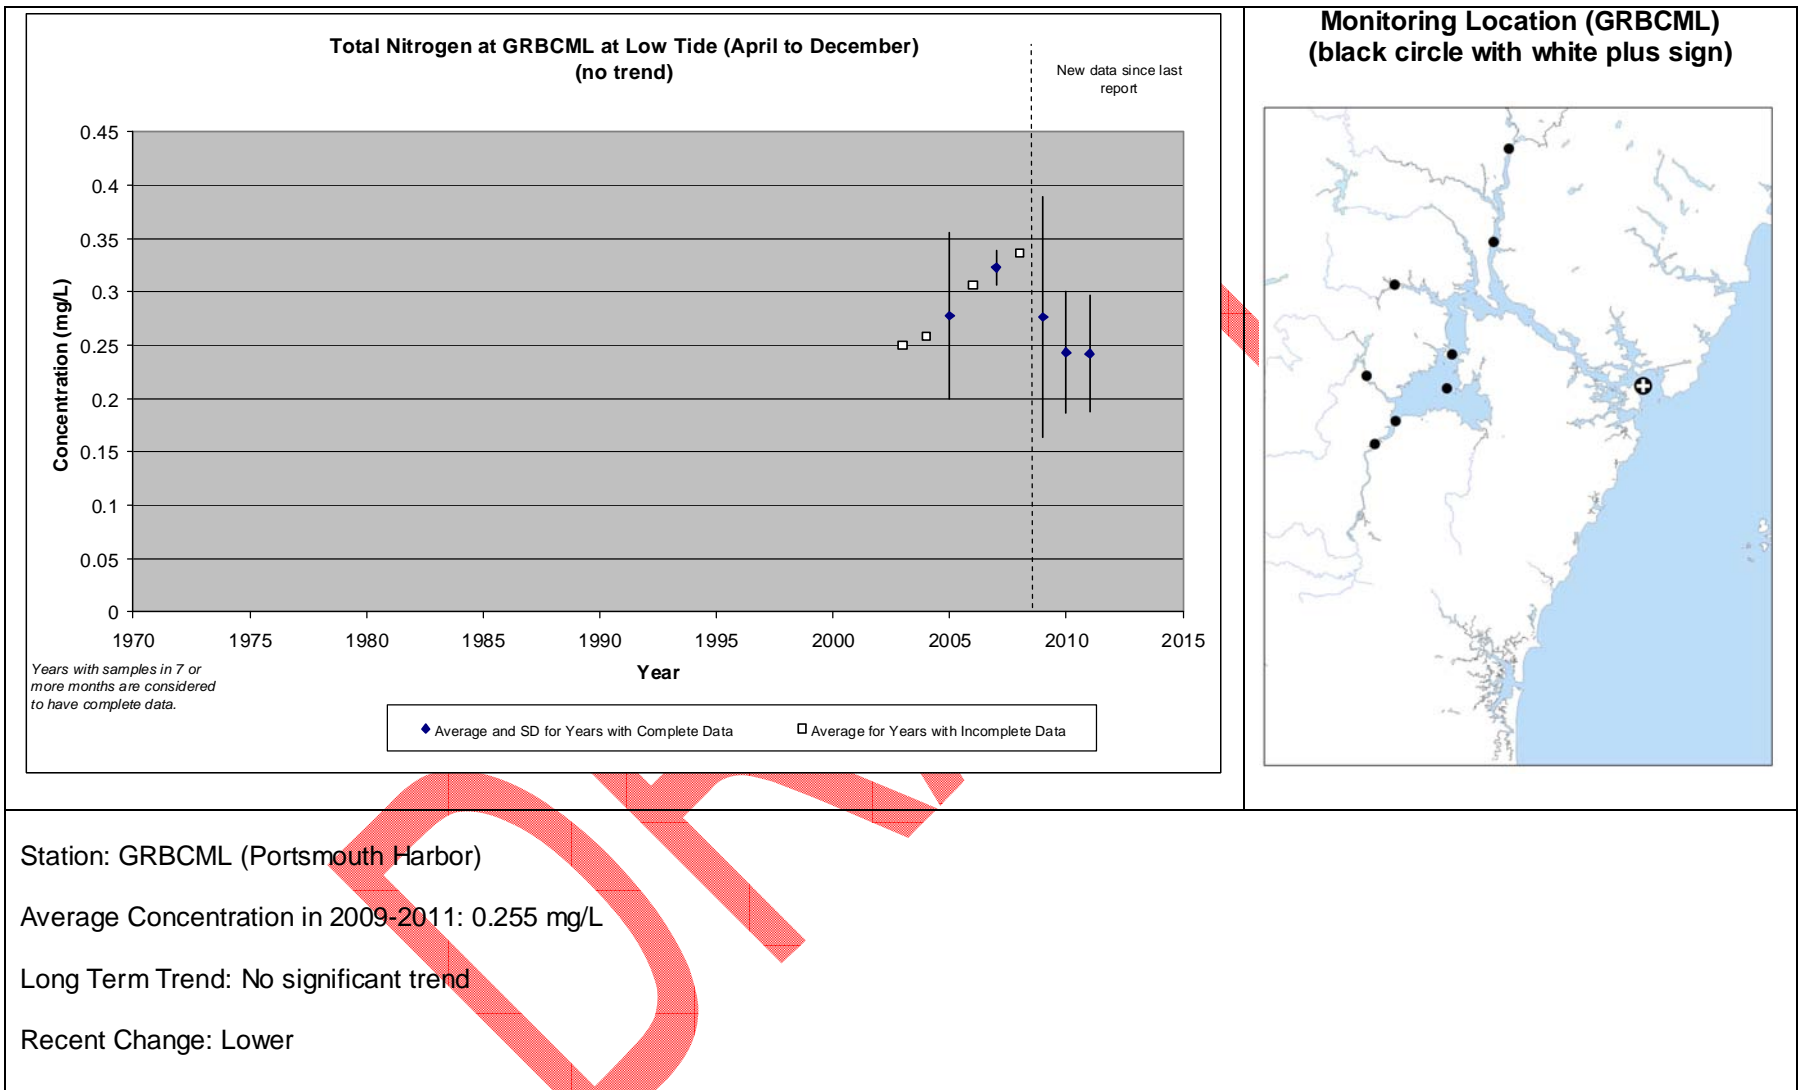 Total Nitrogen at GRBCML at Low Tide (April to December)
(no trend)
New data since last
report
Concentration (mg/L)
0.45
0.4
0.35
0.3
0.25
0.2
0.15
0.1
0.05
0
1970 1975 1980 1985 1990 1995 2000 2005 2010 2015
Year
Years with samples in 7 or
more months are considered
to have complete data.
Average and SD for Years with Complete Data
Average for Years with Incomplete Data
Monitoring Location (GRBCML)
(black circle with white plus sign)
Station: GRBCML (Portsmouth Harbor)
Average Concentration in 2009-2011: 0.255 mg/L
Long Term Trend: No significant trend
Recent Change: Lower